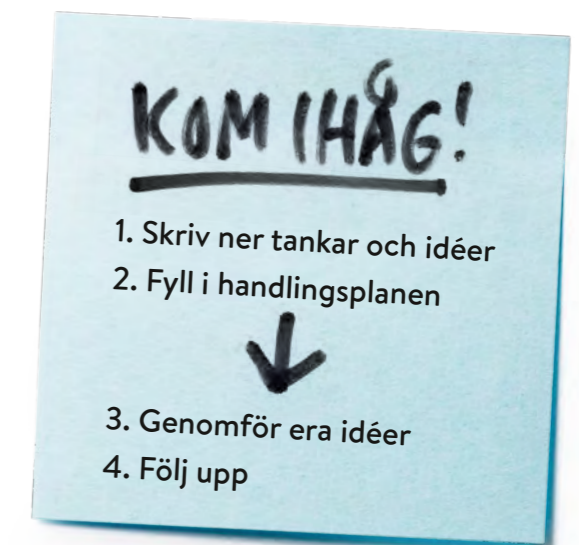 KOM IHÅG!
1. Skriv ner tankar och idéer
2. Fyll i handlingsplanen
3. Genomför era idéer
4. Följ upp